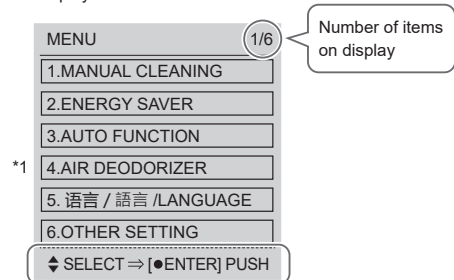 MENU 1/6
Number of items
on display
1.MANUAL CLEANING
2.ENERGY SAVER
3.AUTO FUNCTION
*1 4.AIR DEODORIZER
5. 语言 / 語言 /LANGUAGE
6.OTHER SETTING
SELECT ⇒ [●ENTER] PUSH